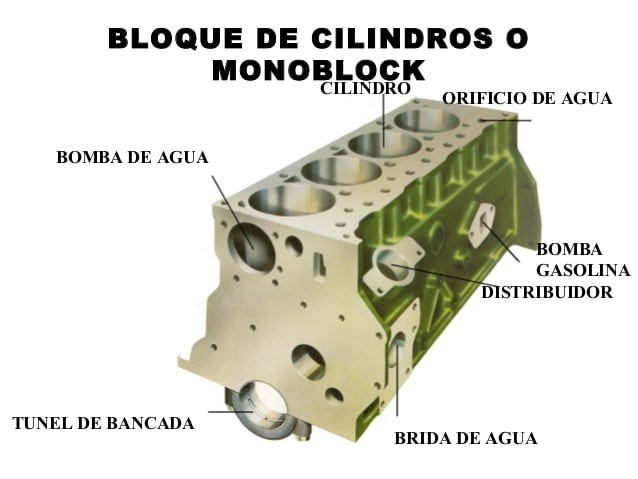 BLOQUE DE CILINDROS O
MONOBLOCK
CILINDRO
ORIFICIO DE AGUA
BOMBA DE AGUA
BOMBA
GASOLINA
DISTRIBUIDOR
TUNEL DE BANCADA
BRIDA DE AGUA